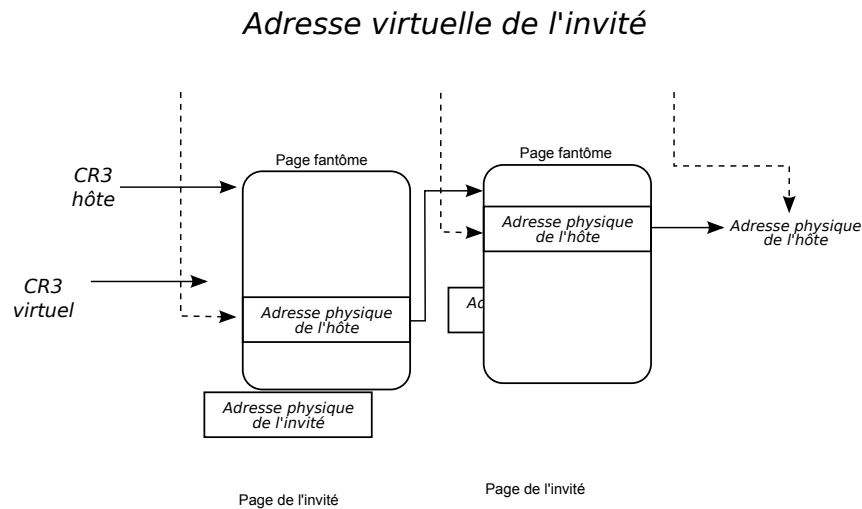 Adresse virtuelle de l'invité
Page fantôme
Page fantôme
CR3
hôte
Adresse physique
de l'hôte
Adresse physique
de l'hôte
CR3
virtuel
Adresse physique
de l'hôte
Adresse physique
de l'invité
Page de l'invité
Page de l'invité